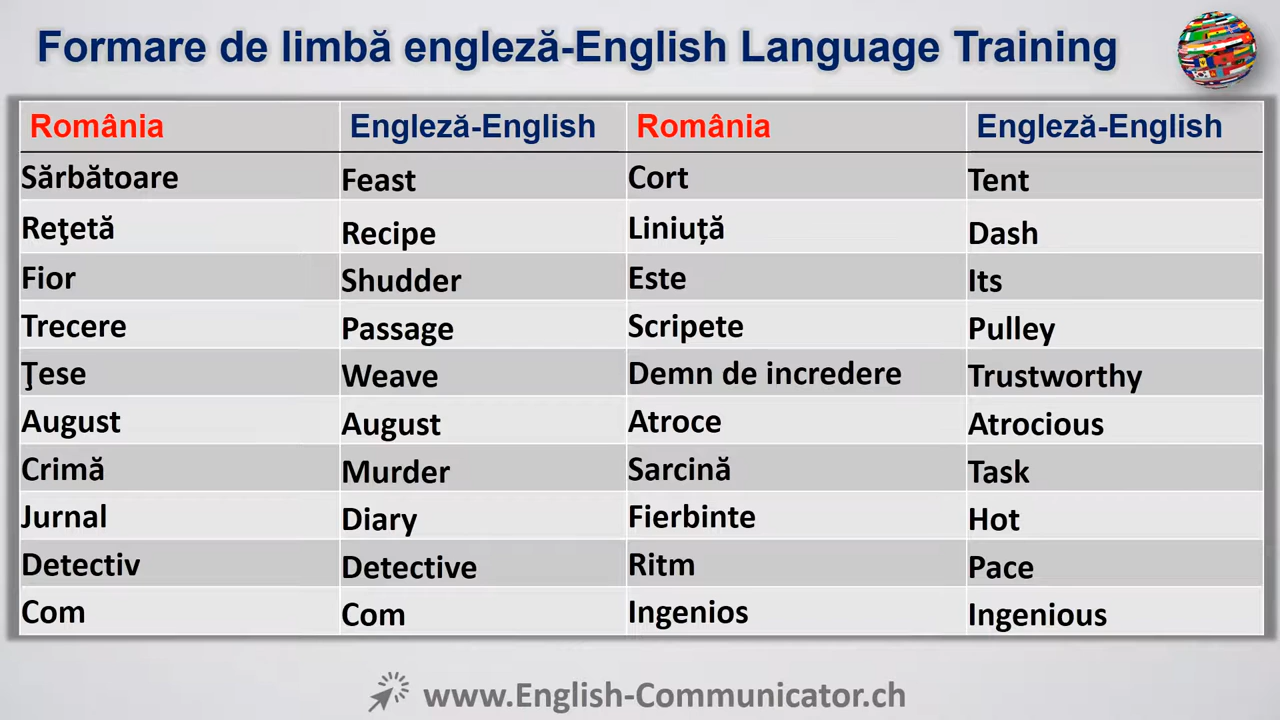 Formare de limbă engleză-English Language Training
România Engleză-English România Engleză-English
Sărbătoare Feast Cort Tent
Reţetă Recipe Liniuță Dash
Fior Shudder Este Its
Trecere Passage Scripete Pulley
Ţese Weave Demn de incredere Trustworthy
August August Atroce Atrocious
Crimă Murder Sarcină Task
Jurnal Diary Fierbinte Hot
Detectiv Detective Ritm Pace
Com Com Ingenios Ingenious
www.English-Communicator.ch